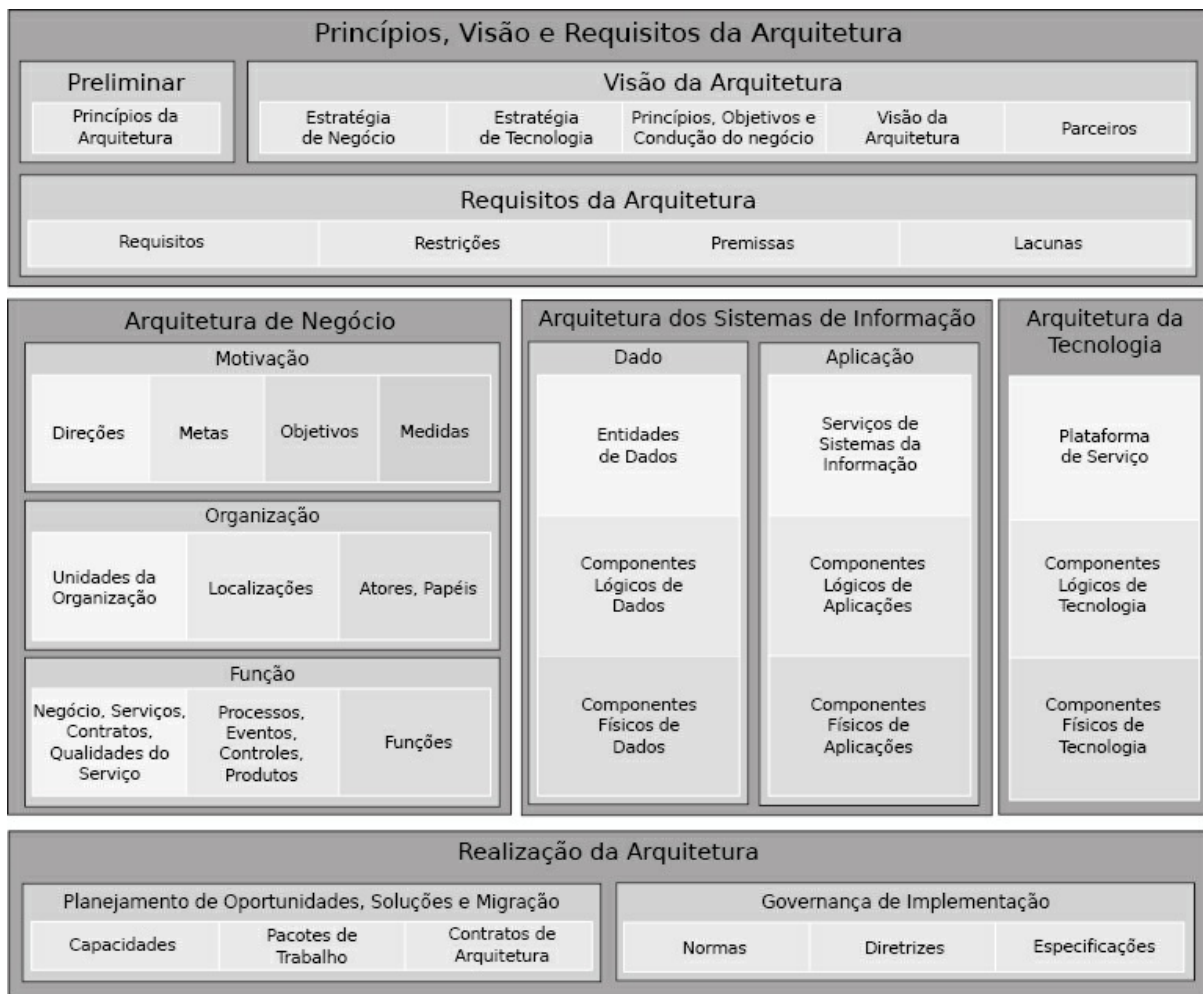 Princípios, Visão e Requisitos da Arquitetura
Preliminar
Princípios da
Arquitetura
Visão da Arquitetura
Estratégia
de Negócio
Estratégia
de Tecnologia
Princípios, Objetivos e
Condução do negócio
Visão da
Arquitetura
Parceiros
Requisitos da Arquitetura
Requisitos
Restrições
Premissas
Lacunas
Arquitetura de Negócio
Motivação
Direções
Metas
Objetivos
Medidas
Organização
Unidades da
Organização
Localizações
Atores, Papéis
Função
Negócio, Serviços,
Contratos,
Qualidades do
Serviço
Processos,
Eventos,
Controles,
Produtos
Funções
Arquitetura dos Sistemas de Informação
Dado
Entidades
de Dados
Componentes
Lógicos de
Dados
Componentes
Físicos de
Dados
Aplicação
Serviços de
Sistemas da
Informação
Componentes
Lógicos de
Aplicações
Componentes
Físicos de
Aplicações
Arquitetura da
Tecnologia
Plataforma
de Serviço
Componentes
Lógicos de
Tecnologia
Componentes
Físicos de
Tecnologia
Realização da Arquitetura
Planejamento de Oportunidades, Soluções e Migração
Capacidades
Pacotes de
Trabalho
Contratos de
Arquitetura
Governança de Implementação
Normas
Diretrizes
Especificações